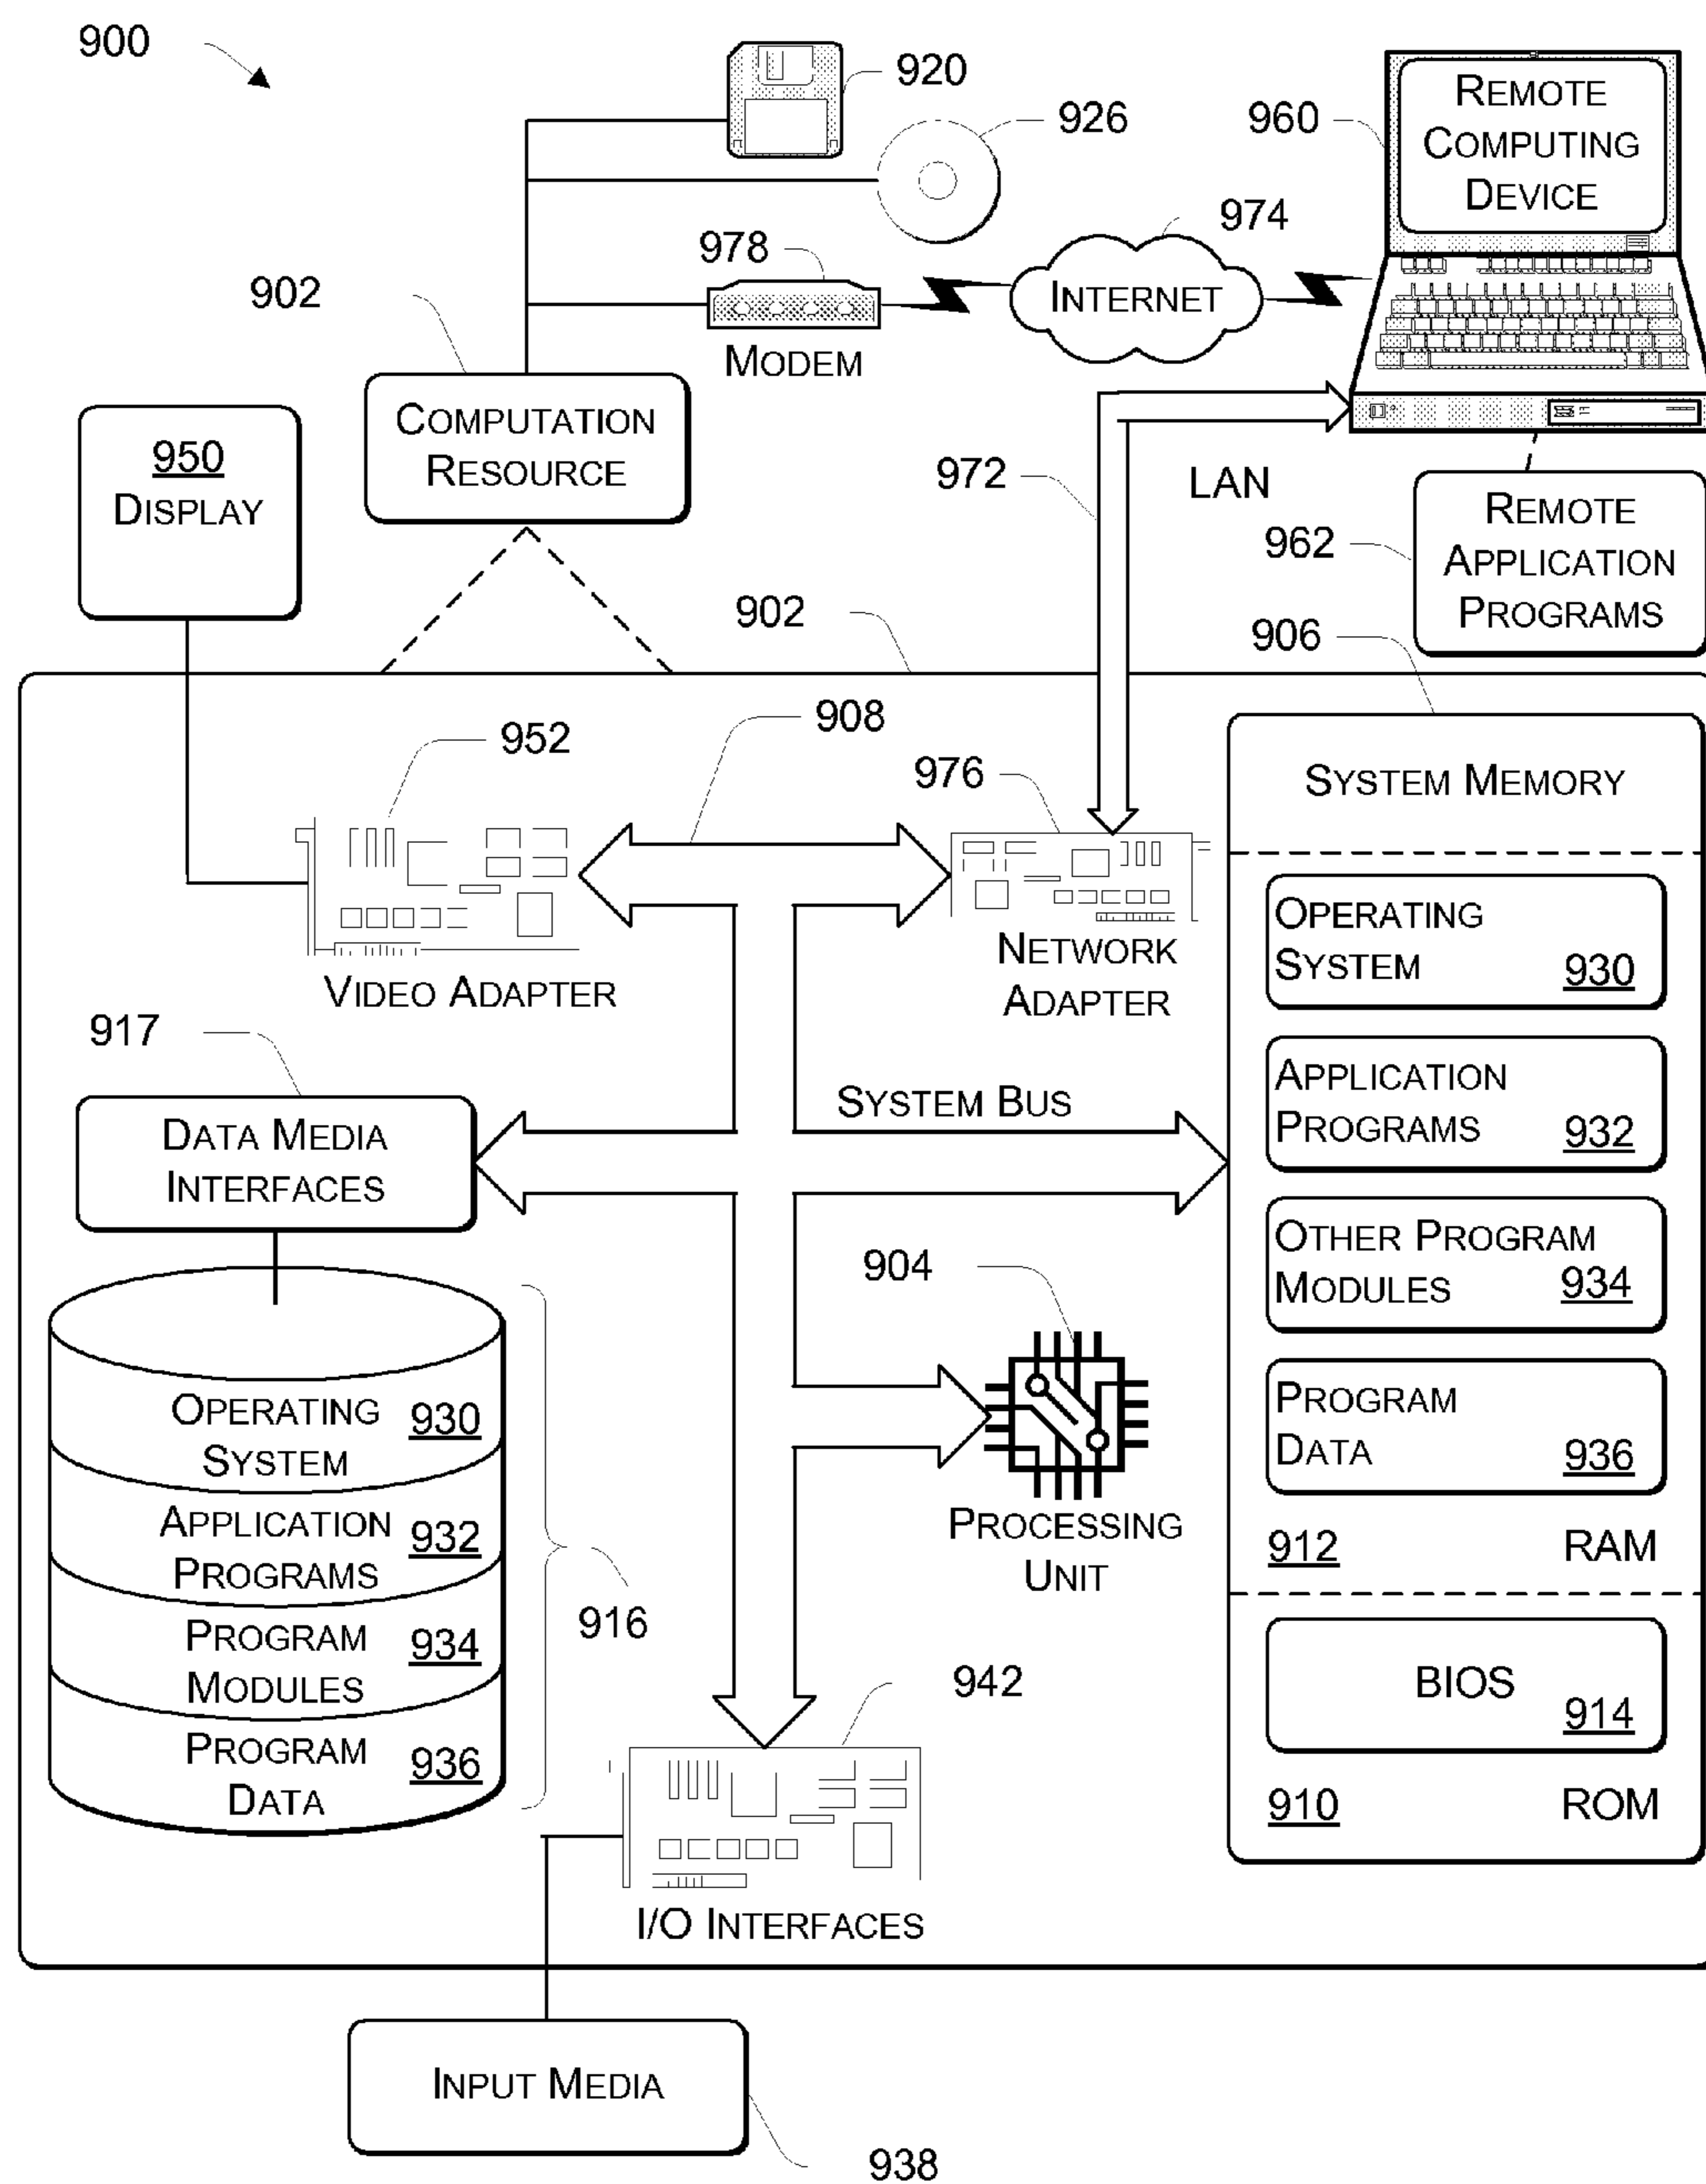 900
920
926
960
REMOTE
COMPUTING
DEVICE
974
978
INTERNET
MODEM
902
COMPUTATION
RESOURCE
950
DISPLAY
972
LAN
962
REMOTE
APPLICATION
PROGRAMS
902
906
908
952
976
SYSTEM MEMORY
VIDEO ADAPTER
NETWORK
ADAPTER
OPERATING
SYSTEM 930
917
DATA MEDIA
INTERFACES
SYSTEM BUS
APPLICATION
PROGRAMS 932
OTHER PROGRAM
MODULES 934
904
PROGRAM
DATA 936
PROCESSING
UNIT
912 RAM
OPERATING 930
SYSTEM
APPLICATION 932
PROGRAMS
PROGRAM 934
MODULES
PROGRAM 936
DATA
916
942
BIOS
914
910 ROM
I/O INTERFACES
INPUT MEDIA
938